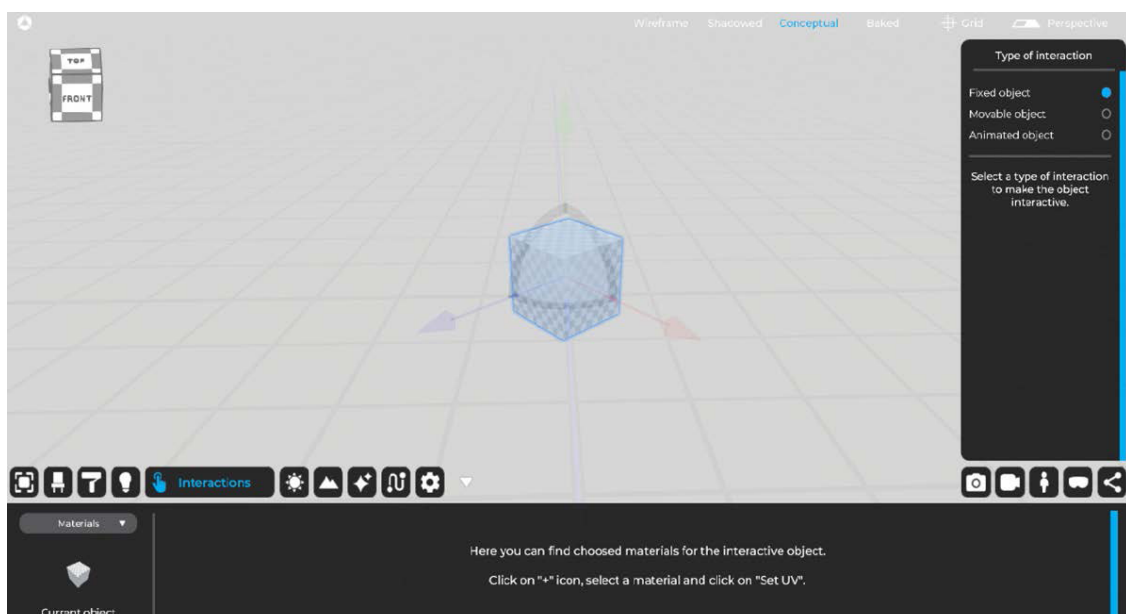 Wireframe Shadowed Conceptual Baked Grid Perspective
TOP
FRONT
Type of interaction
Fixed object
Movable object
Animated object
Select a type of interaction
to make the object
interactive.
Interactions
Materials
Here you can find choosed materials for the interactive object.
Click on "+" icon, select a material and click on "Set UV".
Current object